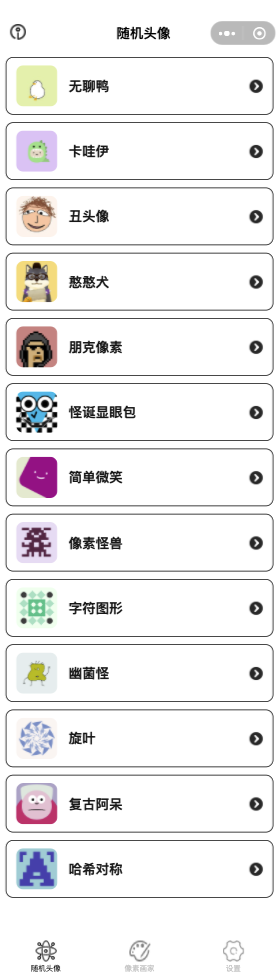 随机头像
无聊鸭
卡哇伊
丑头像
憨憨犬
朋克像素
怪诞显眼包
简单微笑
像素怪兽
字符图形
幽菌怪
旋叶
复古阿呆
哈希对称
随机头像
像素画家
设置